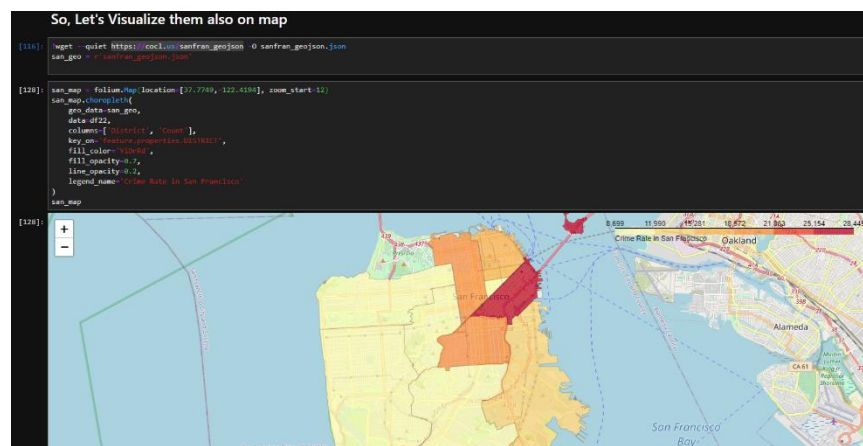 So, Let's Visualize them also on map
[116]:
!wget --quiet https://cocl.us/sanfran_geojson -O sanfran_geojson.json
san_geo = r'sanfran_geojson.json'
[128]:
san_map = folium.Map(location=[37.7749,-122.4194], zoom_start=12)
san_map.choropleth(
geo_data=san_geo,
data=df22,
columns=['District', 'Count'],
key_on='feature.properties.DISTRICT',
fill_color='YlOrRd',
fill_opacity=0.7,
line_opacity=0.2,
legend_name='Crime Rate in San Francisco'
)
san_map
[128]:
+
−
8,699 11,990 15,281 18,572 21,863 25,154 28,445
Crime Rate in San Francisco
Oakland
San Francisco
Alameda
CA 61
San Francisco
Bay